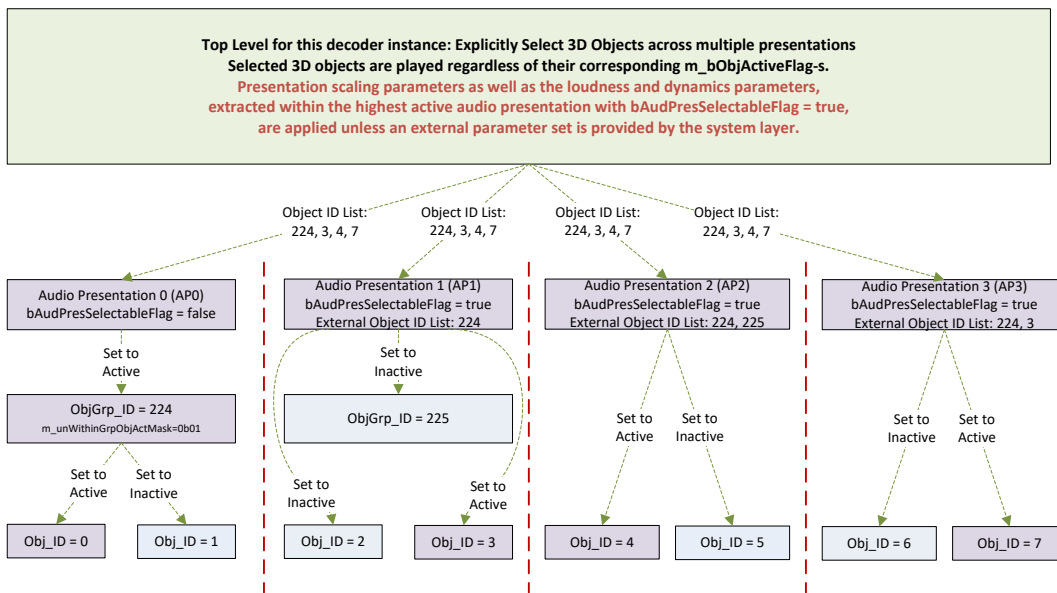 Top Level for this decoder instance: Explicitly Select 3D Objects across multiple presentations
Selected 3D objects are played regardless of their corresponding m_bObjActiveFlag-s.
Presentation scaling parameters as well as the loudness and dynamics parameters,
extracted within the highest active audio presentation with bAudPresSelectableFlag = true,
are applied unless an external parameter set is provided by the system layer.
Object ID List:
224, 3, 4, 7
Object ID List:
224, 3, 4, 7
Object ID List:
224, 3, 4, 7
Object ID List:
224, 3, 4, 7
Audio Presentation 0 (AP0)
bAudPresSelectableFlag = false
Audio Presentation 1 (AP1)
bAudPresSelectableFlag = true
External Object ID List: 224
Audio Presentation 2 (AP2)
bAudPresSelectableFlag = true
External Object ID List: 224, 225
Audio Presentation 3 (AP3)
bAudPresSelectableFlag = true
External Object ID List: 224, 3
Set to
Active
Set to
Inactive
ObjGrp_ID = 224
m_unWithinGrpObjActMask=0b01
ObjGrp_ID = 225
Set to
Active
Set to
Inactive
Set to
Inactive
Set to
Active
Set to
Active
Set to
Inactive
Set to
Inactive
Set to
Active
Obj_ID = 0
Obj_ID = 1
Obj_ID = 2
Obj_ID = 3
Obj_ID = 4
Obj_ID = 5
Obj_ID = 6
Obj_ID = 7